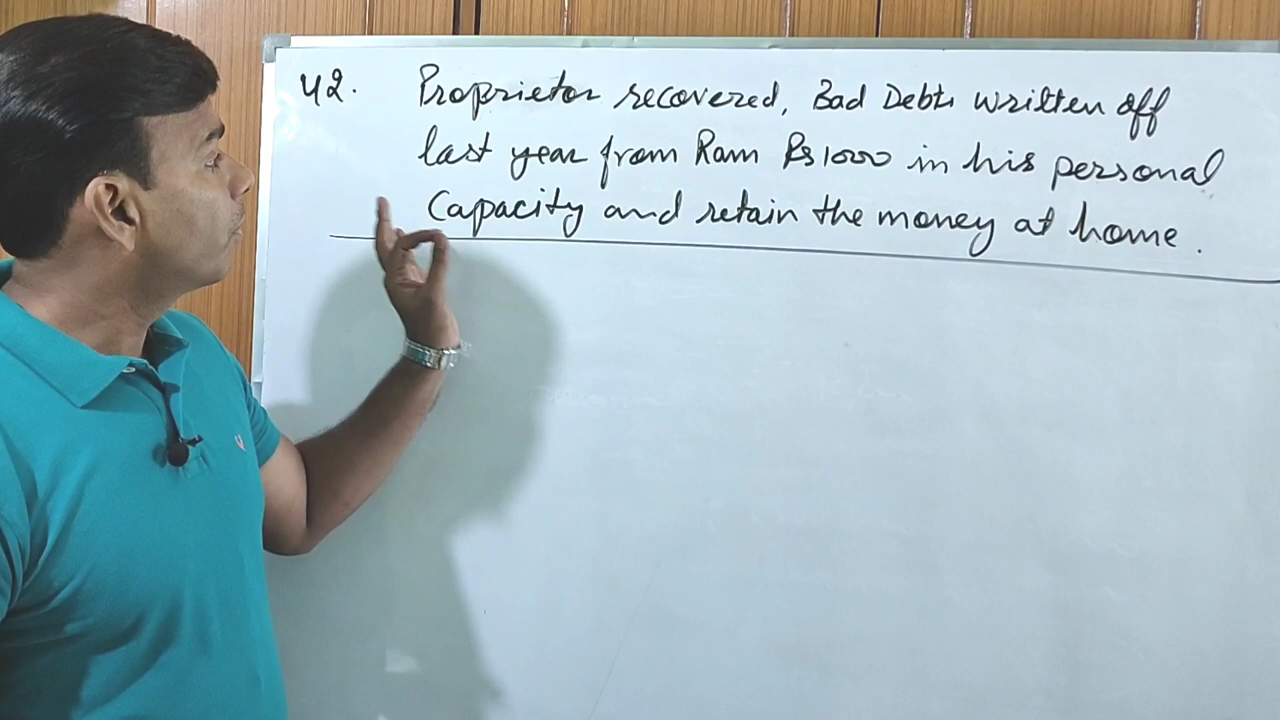 42. Proprietor recovered, Bad Debts written off
last year from Ram Rs 1000 in his personal
Capacity and retain the money at home.